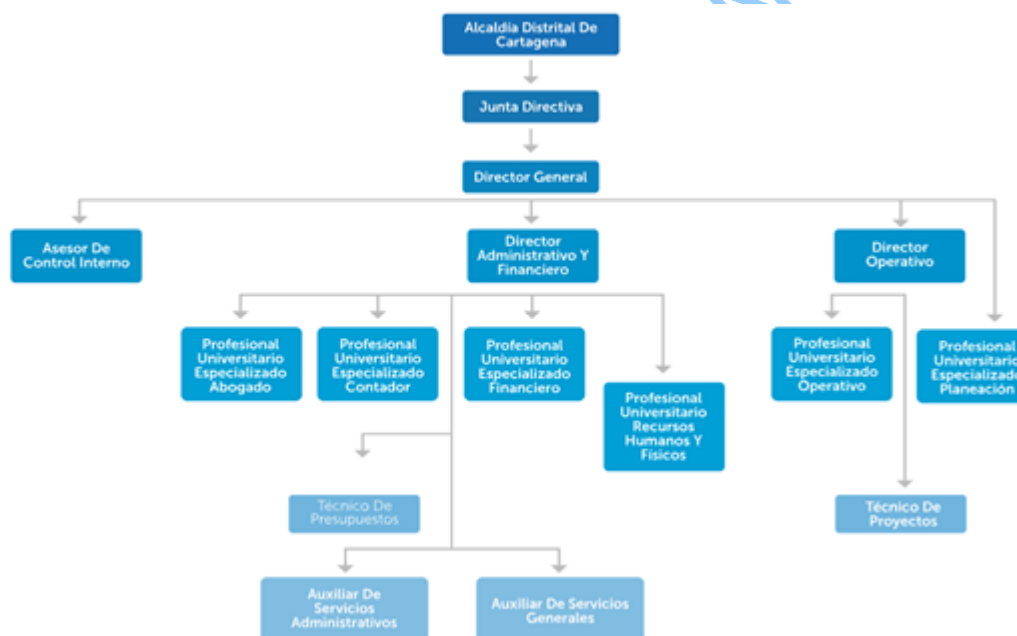 Alcaldía Distrital De
Cartagena
Junta Directiva
Director General
Asesor De
Control Interno
Director
Administrativo Y
Financiero
Director
Operativo
Profesional
Universitario
Especializado
Abogado
Profesional
Universitario
Especializado
Contador
Profesional
Universitario
Especializado
Financiero
Profesional
Universitario
Recursos
Humanos Y
Físicos
Profesional
Universitario
Especializado
Operativo
Profesional
Universitario
Especializado
Planeación
Técnico De
Presupuestos
Técnico De
Proyectos
Auxiliar De
Servicios
Administrativos
Auxiliar De Servicios
Generales